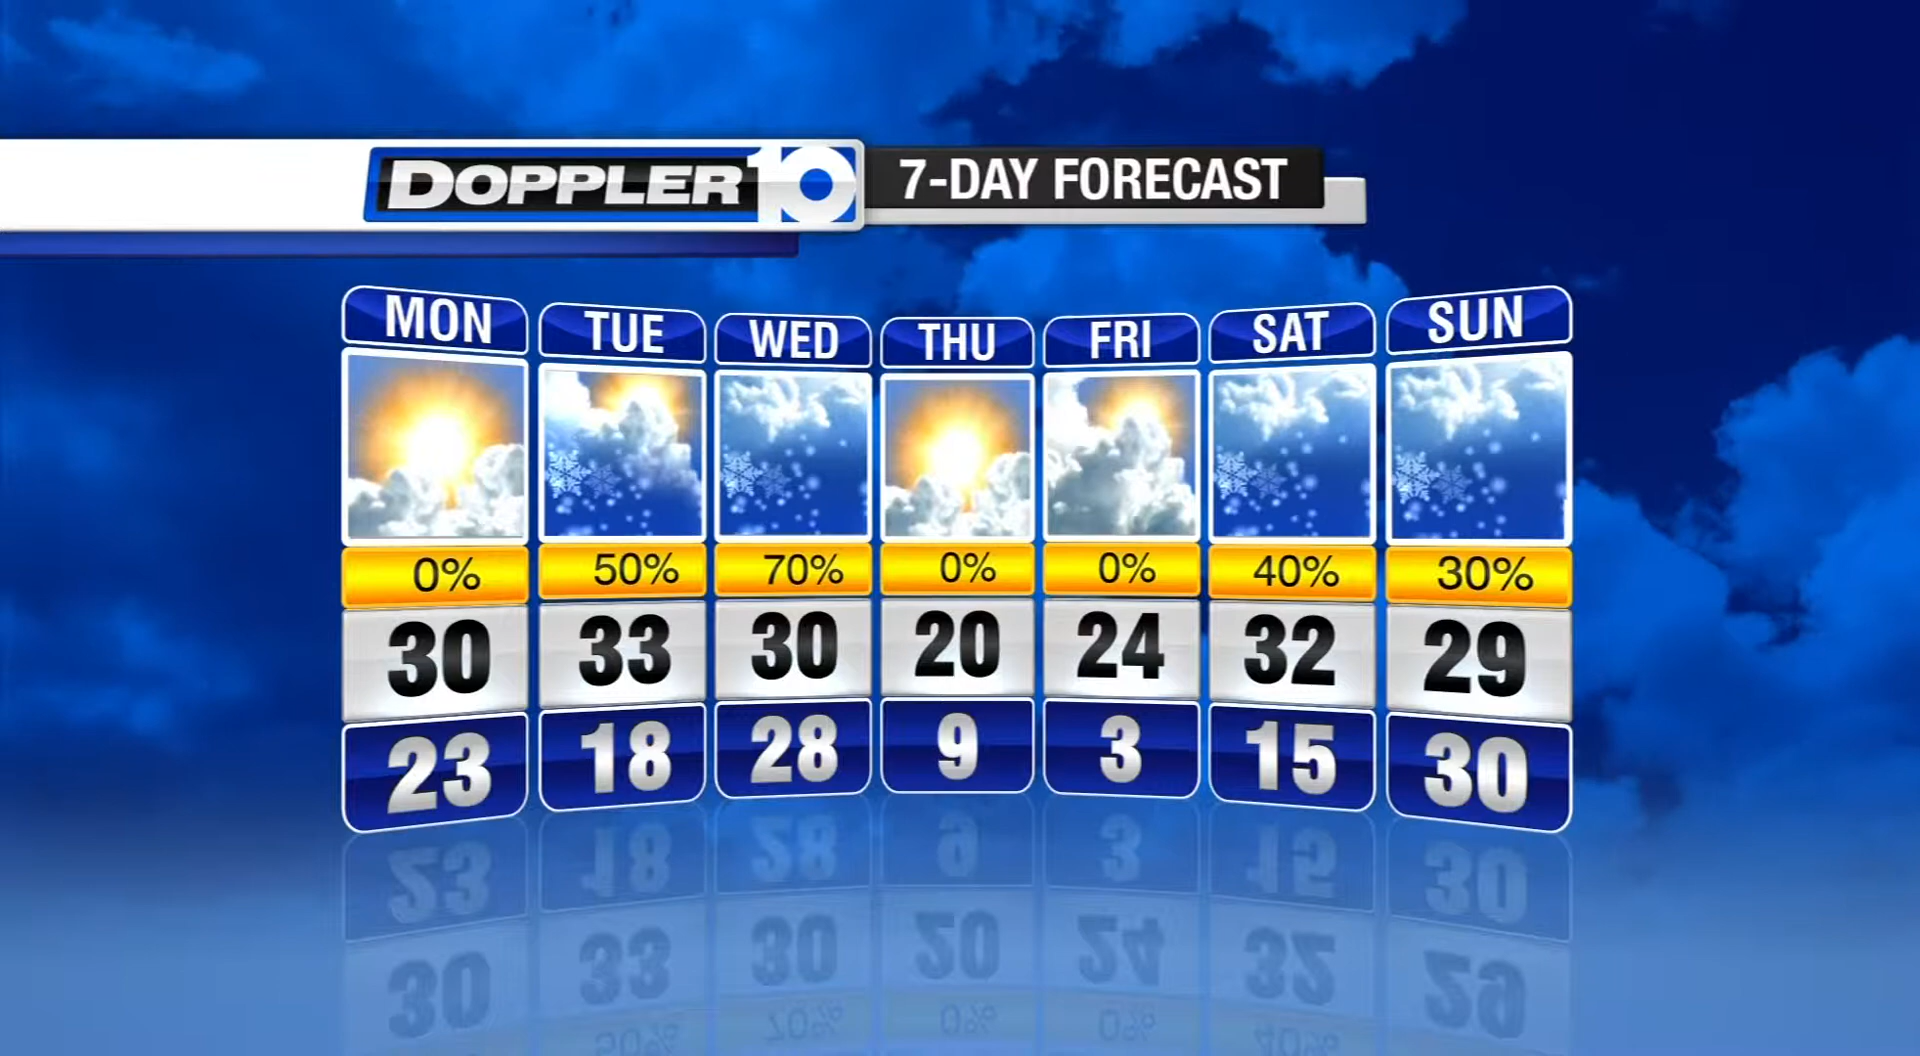 DOPPLER 10 7-DAY FORECAST
MON TUE WED THU FRI SAT SUN
0% 50% 70% 0% 0% 40% 30%
30 33 30 20 24 32 29
23 18 28 9 3 15 30